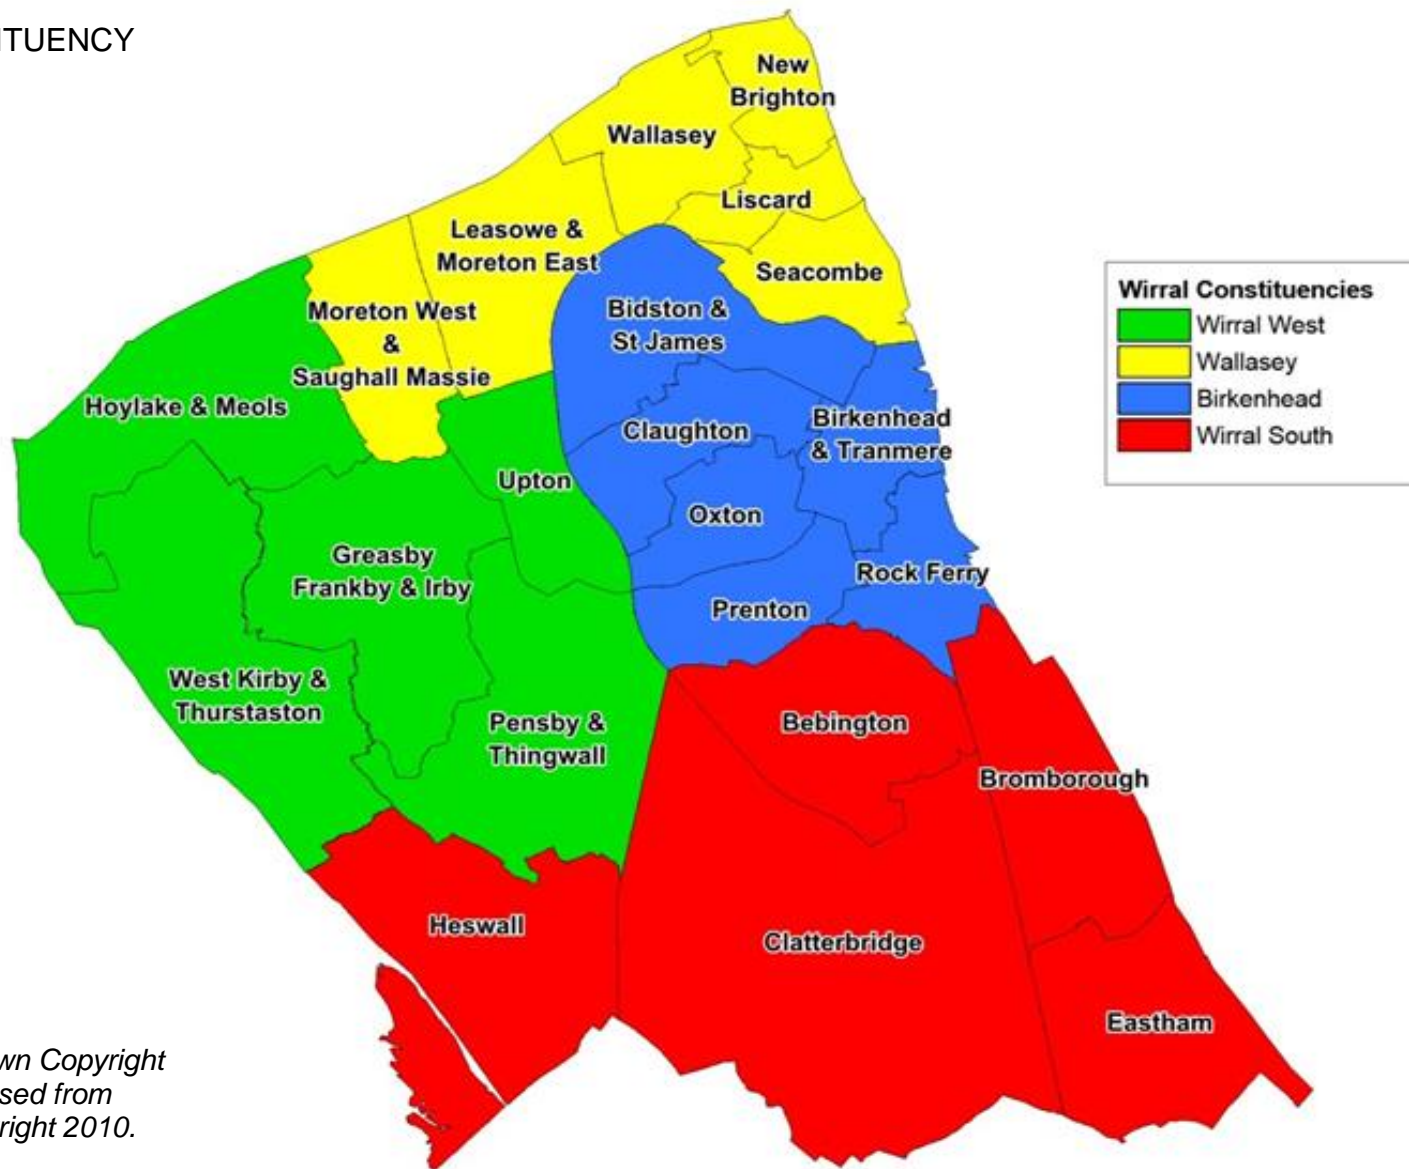 ITUENCY
New
Brighton
Wallasey
Liscard
Leasowe &
Moreton East
Seacombe
Moreton West
&
Saughall Massie
Bidston &
St James
Hoylake & Meols
Claughton
Birkenhead
& Tranmere
Upton
Oxton
Greasby
Frankby & Irby
Rock Ferry
Prenton
West Kirby &
Thurstaston
Pensby &
Thingwall
Bebington
Bromborough
Heswall
Clatterbridge
Eastham
Wirral Constituencies
Wirral West
Wallasey
Birkenhead
Wirral South
wn Copyright
sed from
right 2010.